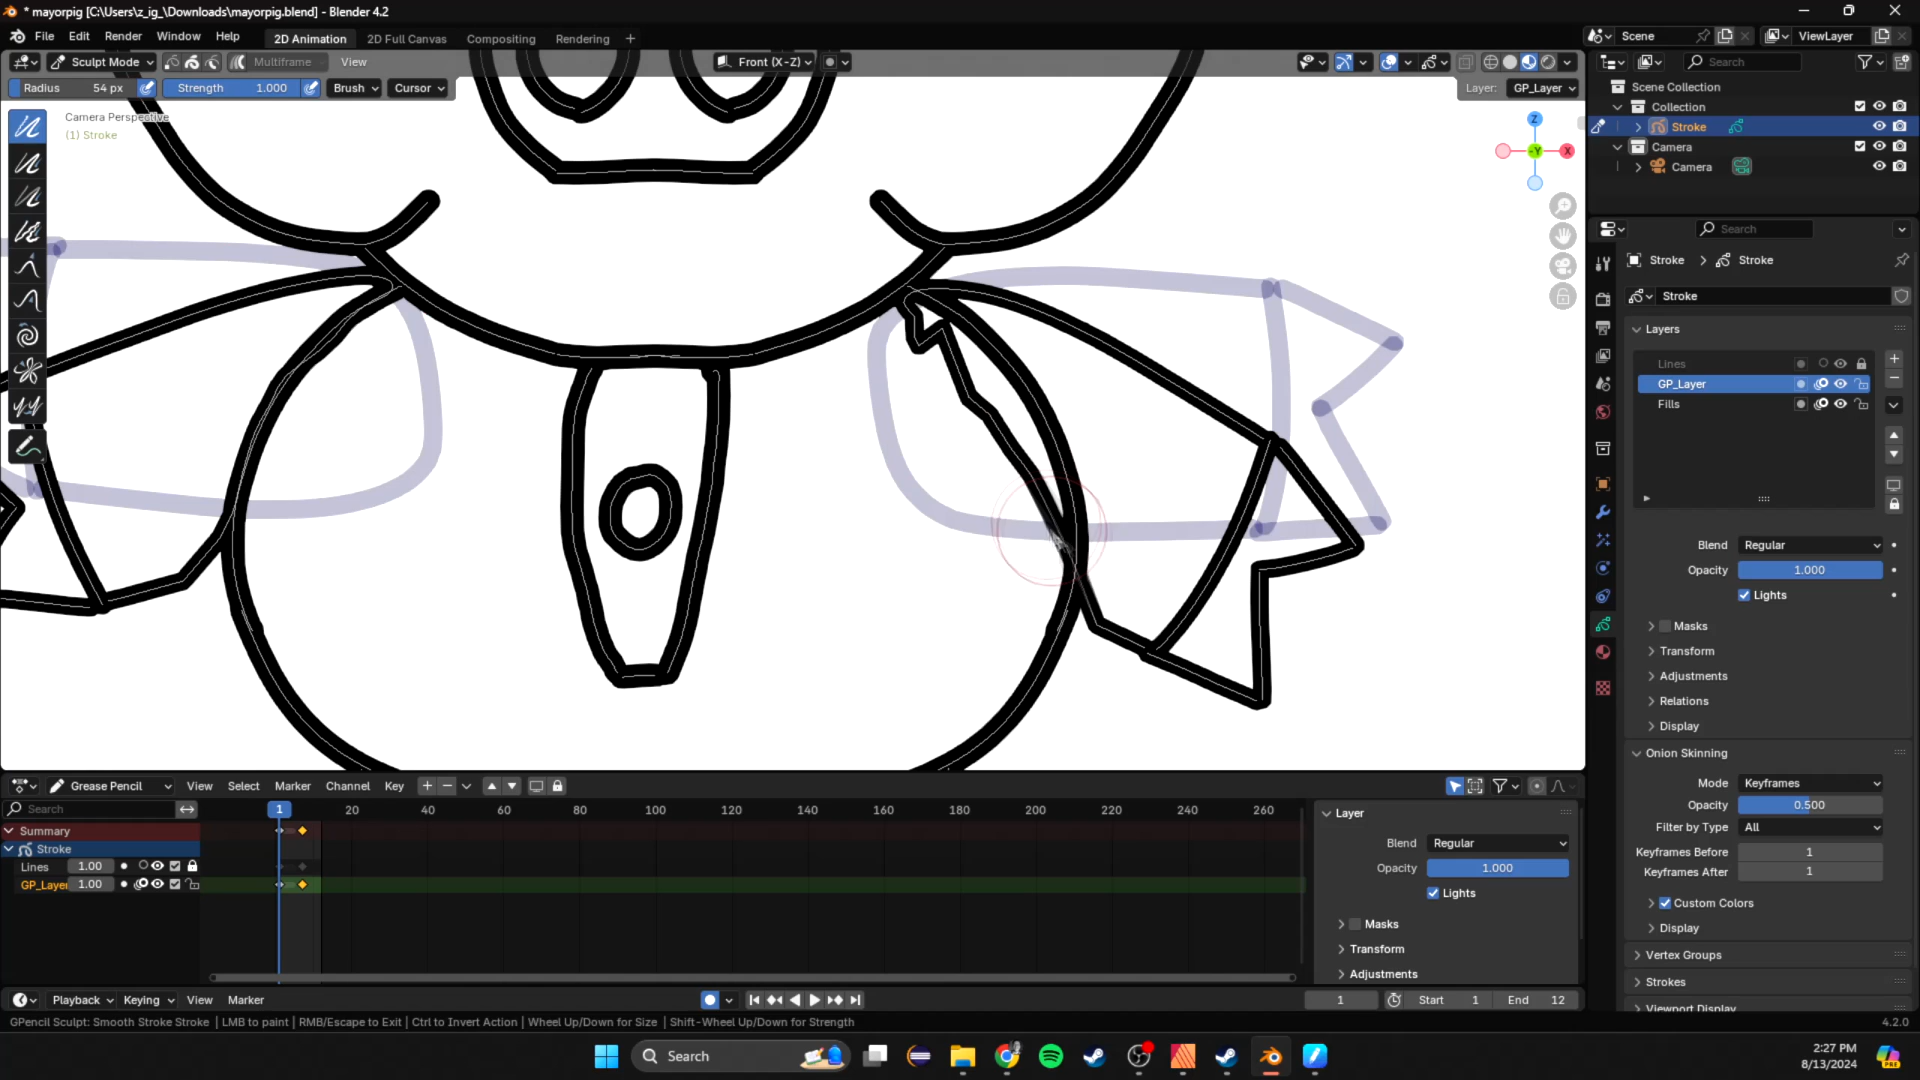 * mayorpig [C:\Users\z_ig_\Downloads\mayorpig.blend] - Blender 4.2
File Edit Render Window Help 2D Animation 2D Full Canvas Compositing Rendering + Scene ViewLayer
Sculpt Mode Multiframe View Front (X-Z) Search
Radius 54 px Strength 1.000 Brush Cursor Layer: GP_Layer
Scene Collection
Collection
Stroke
Camera
Camera
Camera Perspective
(1) Stroke
Z
-Y X
Search
Stroke > Stroke
Stroke
Layers
Lines
GP_Layer
Fills
Blend Regular
Opacity 1.000
Lights
Masks
Transform
Adjustments
Relations
Display
Onion Skinning
Mode Keyframes
Opacity 0.500
Filter by Type All
Keyframes Before 1
Keyframes After 1
Custom Colors
Display
Vertex Groups
Strokes
Viewport Display
Grease Pencil View Select Marker Channel Key
Search 1 20 40 60 80 100 120 140 160 180 200 220 240 260
Summary
Stroke
Lines 1.00
GP_Layer 1.00
Layer
Blend Regular
Opacity 1.000
Lights
Masks
Transform
Adjustments
Playback Keying View Marker 1 Start 1 End 12
GPencil Sculpt: Smooth Stroke Stroke | LMB to paint | RMB/Escape to Exit | Ctrl to Invert Action | Wheel Up/Down for Size | Shift-Wheel Up/Down for Strength 4.2.0
Search
2:27 PM
8/13/2024
PRE